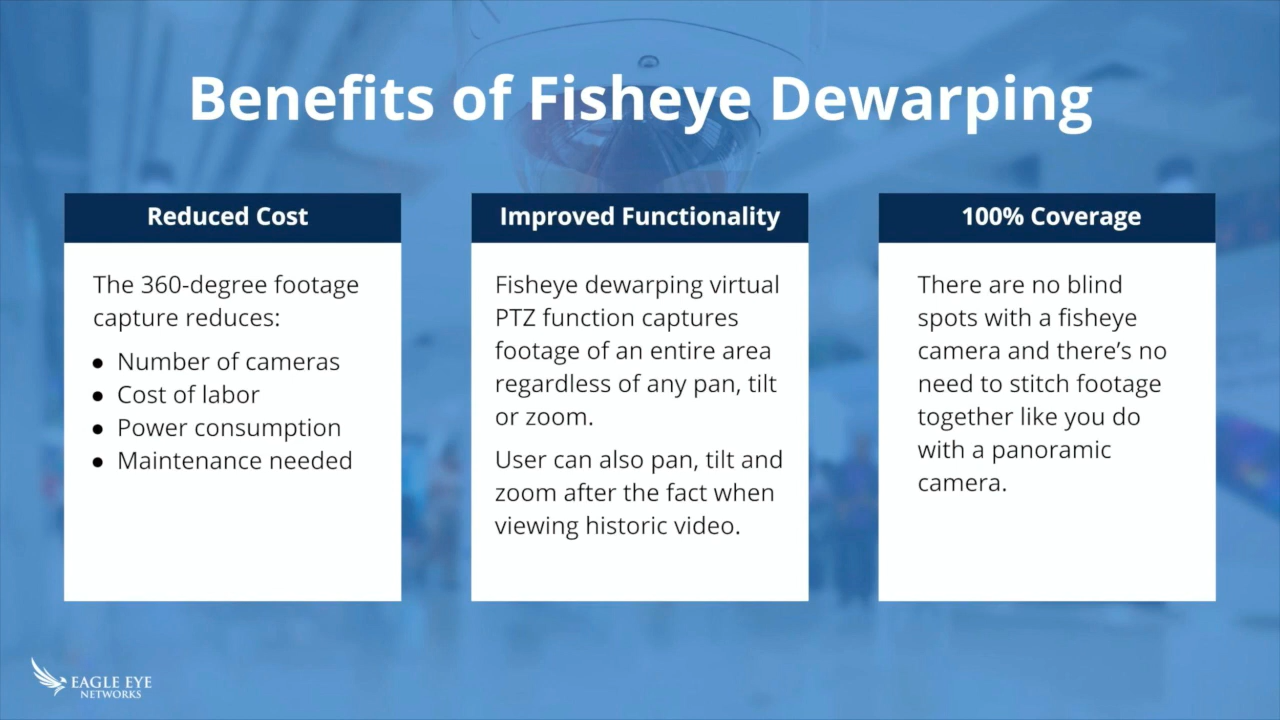 Benefits of Fisheye Dewarping
Reduced Cost
The 360-degree footage
capture reduces:
● Number of cameras
● Cost of labor
● Power consumption
● Maintenance needed
Improved Functionality
Fisheye dewarping virtual
PTZ function captures
footage of an entire area
regardless of any pan, tilt
or zoom.
User can also pan, tilt and
zoom after the fact when
viewing historic video.
100% Coverage
There are no blind
spots with a fisheye
camera and there’s no
need to stitch footage
together like you do
with a panoramic
camera.
EAGLE EYE
NETWORKS